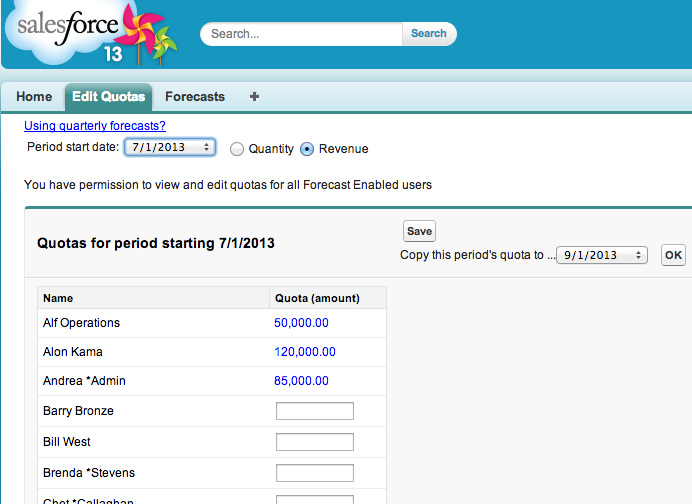 salesforce
13
Search...
Search
Home
Edit Quotas
Forecasts
+
Using quarterly forecasts?
Period start date: 7/1/2013 Quantity Revenue
You have permission to view and edit quotas for all Forecast Enabled users
Quotas for period starting 7/1/2013
Save
Copy this period's quota to ... 9/1/2013 OK
Name Quota (amount)
Alf Operations 50,000.00
Alon Kama 120,000.00
Andrea *Admin 85,000.00
Barry Bronze
Bill West
Brenda *Stevens
Chet *Callaghan